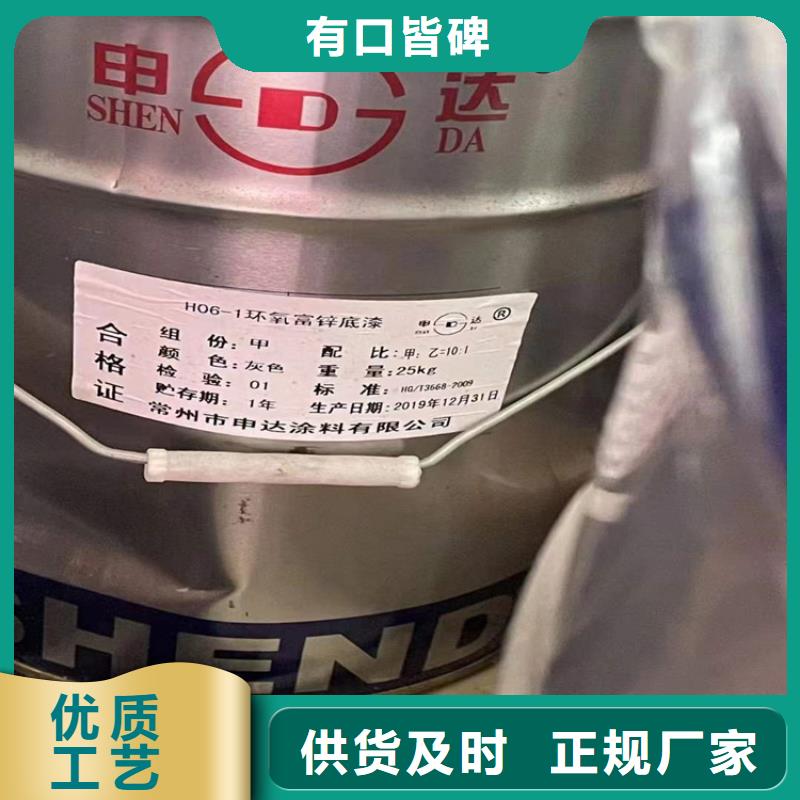 有口皆碑
申 D 达
SHEN DA
H06-1环氧富锌底漆 申 D 达 ®
合格证
组份:甲 配比:甲:乙=10:1
颜色:灰色 重量:25kg
检验:01 标准:HG/T3668-2009
贮存期:1年 生产日期:2019年12月31日
常州市申达涂料有限公司
SHEND
优质
工艺
供货及时 正规厂家